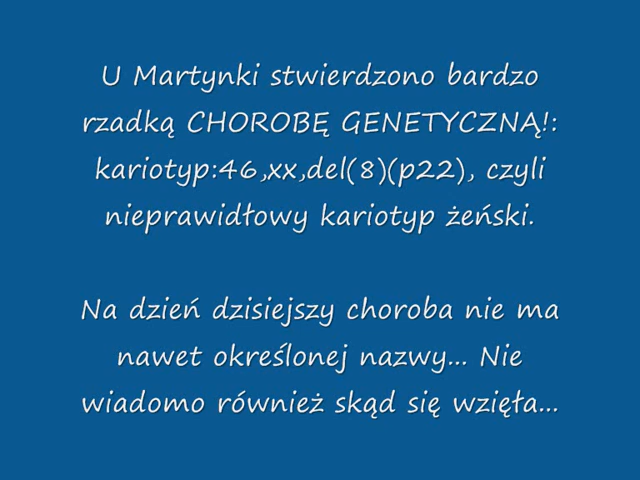 U Martynki stwierdzono bardzo
rzadką CHOROBĘ GENETYCZNĄ!:
kariotyp:46,xx,del(8)(p22), czyli
nieprawidłowy kariotyp żeński.
Na dzień dzisiejszy choroba nie ma
nawet określonej nazwy... Nie
wiadomo również skąd się wzięła...